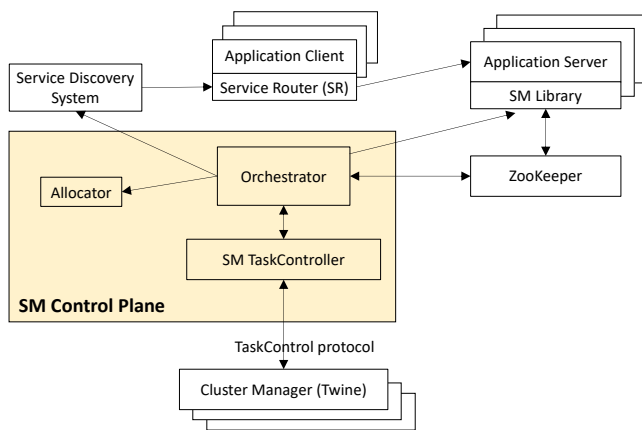 Application Client
Service Router (SR)
Application Server
SM Library
Service Discovery
System
Orchestrator
Allocator
ZooKeeper
SM TaskController
SM Control Plane
TaskControl protocol
Cluster Manager (Twine)